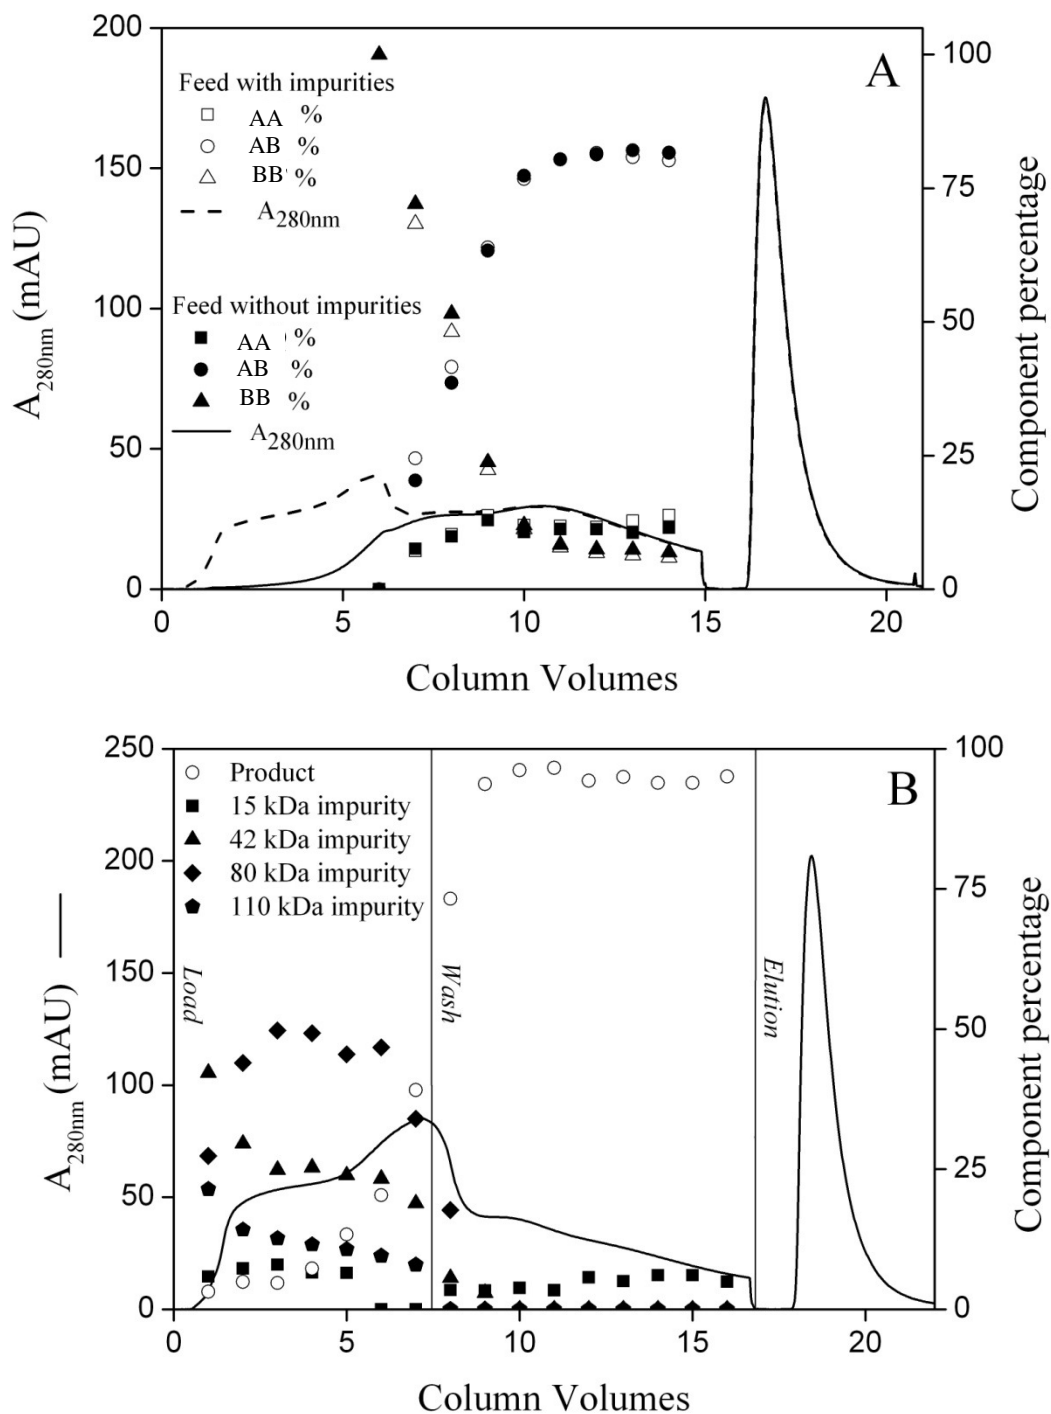 A
Feed with impurities
AA %
AB %
BB %
A280nm
Feed without impurities
AA %
AB %
BB %
A280nm
200
150
100
50
0
100
75
50
25
0
0 5 10 15 20
A280nm (mAU)
Component percentage
Column Volumes
B
Product
15 kDa impurity
42 kDa impurity
80 kDa impurity
110 kDa impurity
Load
Wash
Elution
250
200
150
100
50
0
100
75
50
25
0
0 5 10 15 20
A280nm (mAU)
Component percentage
Column Volumes